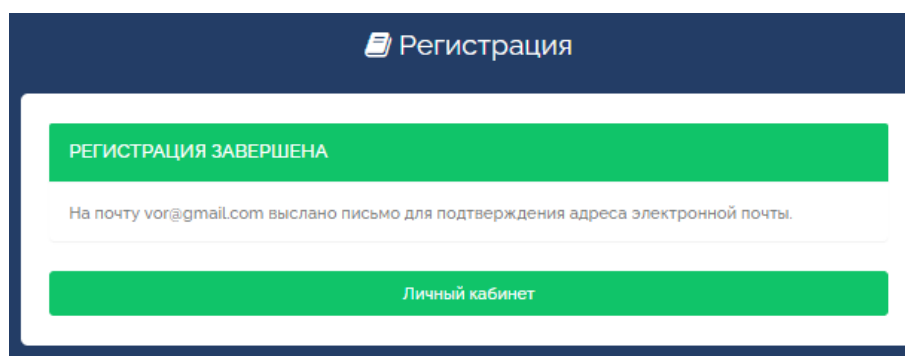 Регистрация
РЕГИСТРАЦИЯ ЗАВЕРШЕНА
На почту vor@gmail.com выслано письмо для подтверждения адреса электронной почты.
Личный кабинет